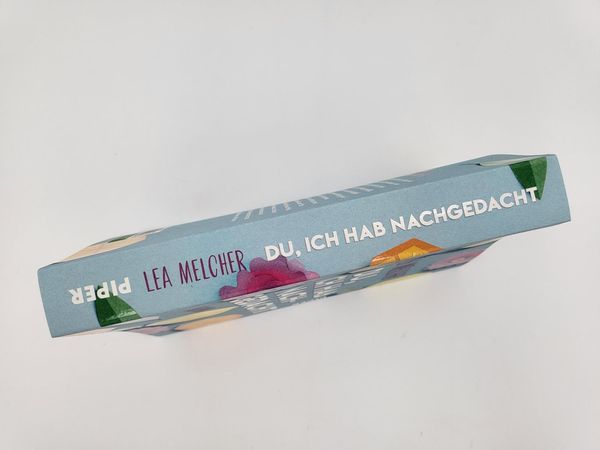 PIPER
LEA MELCHER
DU, ICH HAB NACHGEDACHT